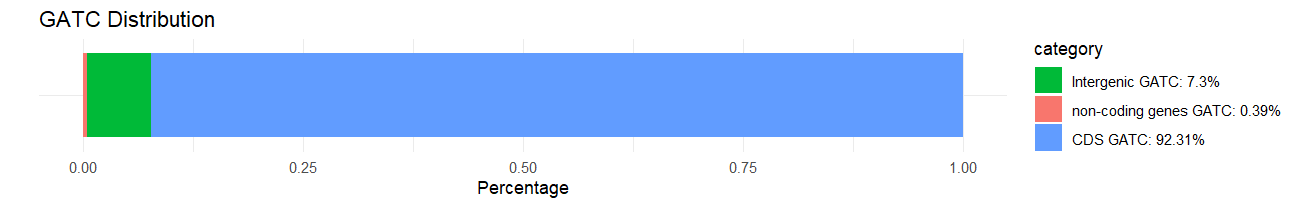 GATC Distribution
category
Intergenic GATC: 7.3%
non-coding genes GATC: 0.39%
CDS GATC: 92.31%
0.00 0.25 0.50 0.75 1.00
Percentage